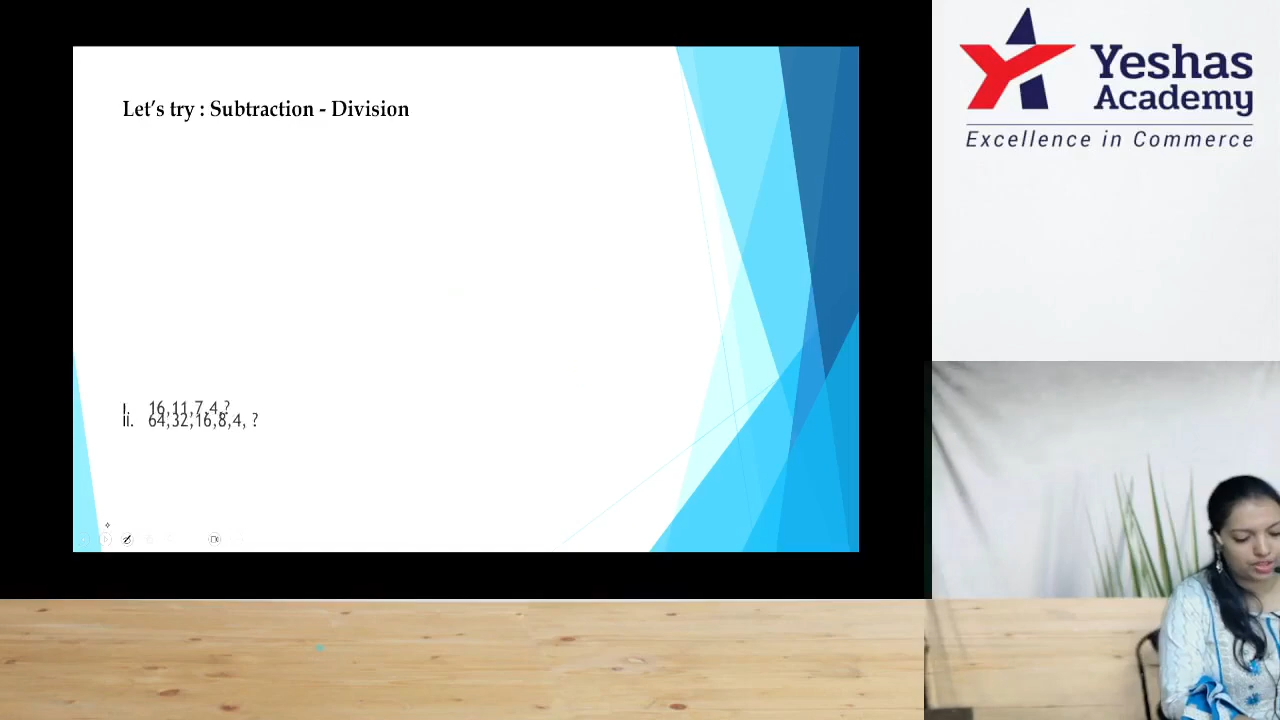 Let's try : Subtraction - Division
i. 16,11,7,4,?
ii. 64,32,16,8,4, ?
Yeshas
Academy
Excellence in Commerce